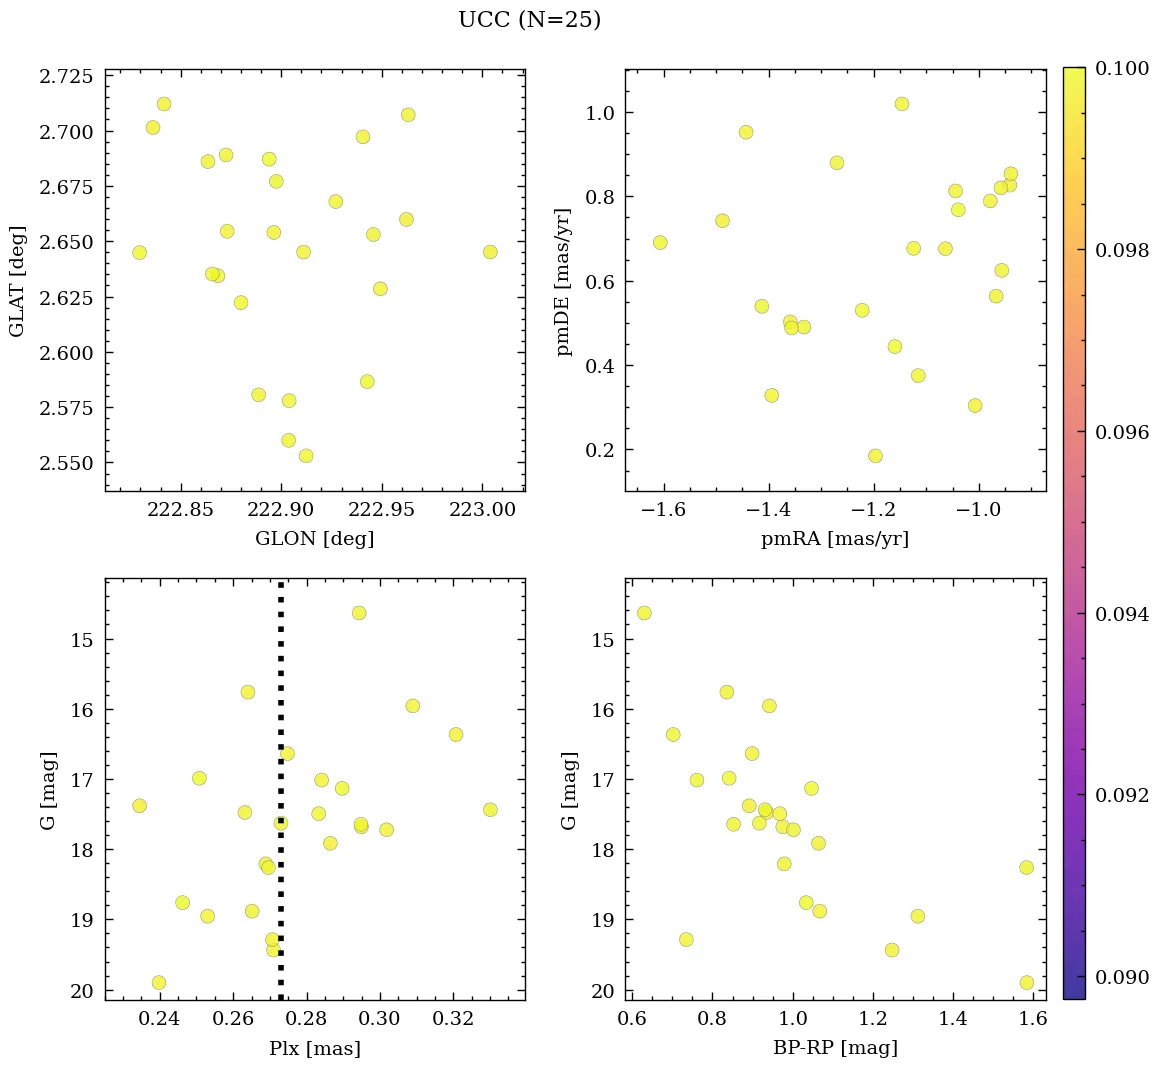 UCC (N=25)
2.725
2.700
2.675
2.650
2.625
2.600
2.575
2.550
GLAT [deg]
222.85 222.90 222.95 223.00
GLON [deg]
1.0
0.8
0.6
0.4
0.2
pmDE [mas/yr]
−1.6 −1.4 −1.2 −1.0
pmRA [mas/yr]
15
16
17
18
19
20
G [mag]
0.24 0.26 0.28 0.30 0.32
Plx [mas]
15
16
17
18
19
20
G [mag]
0.6 0.8 1.0 1.2 1.4 1.6
BP-RP [mag]
0.100
0.098
0.096
0.094
0.092
0.090